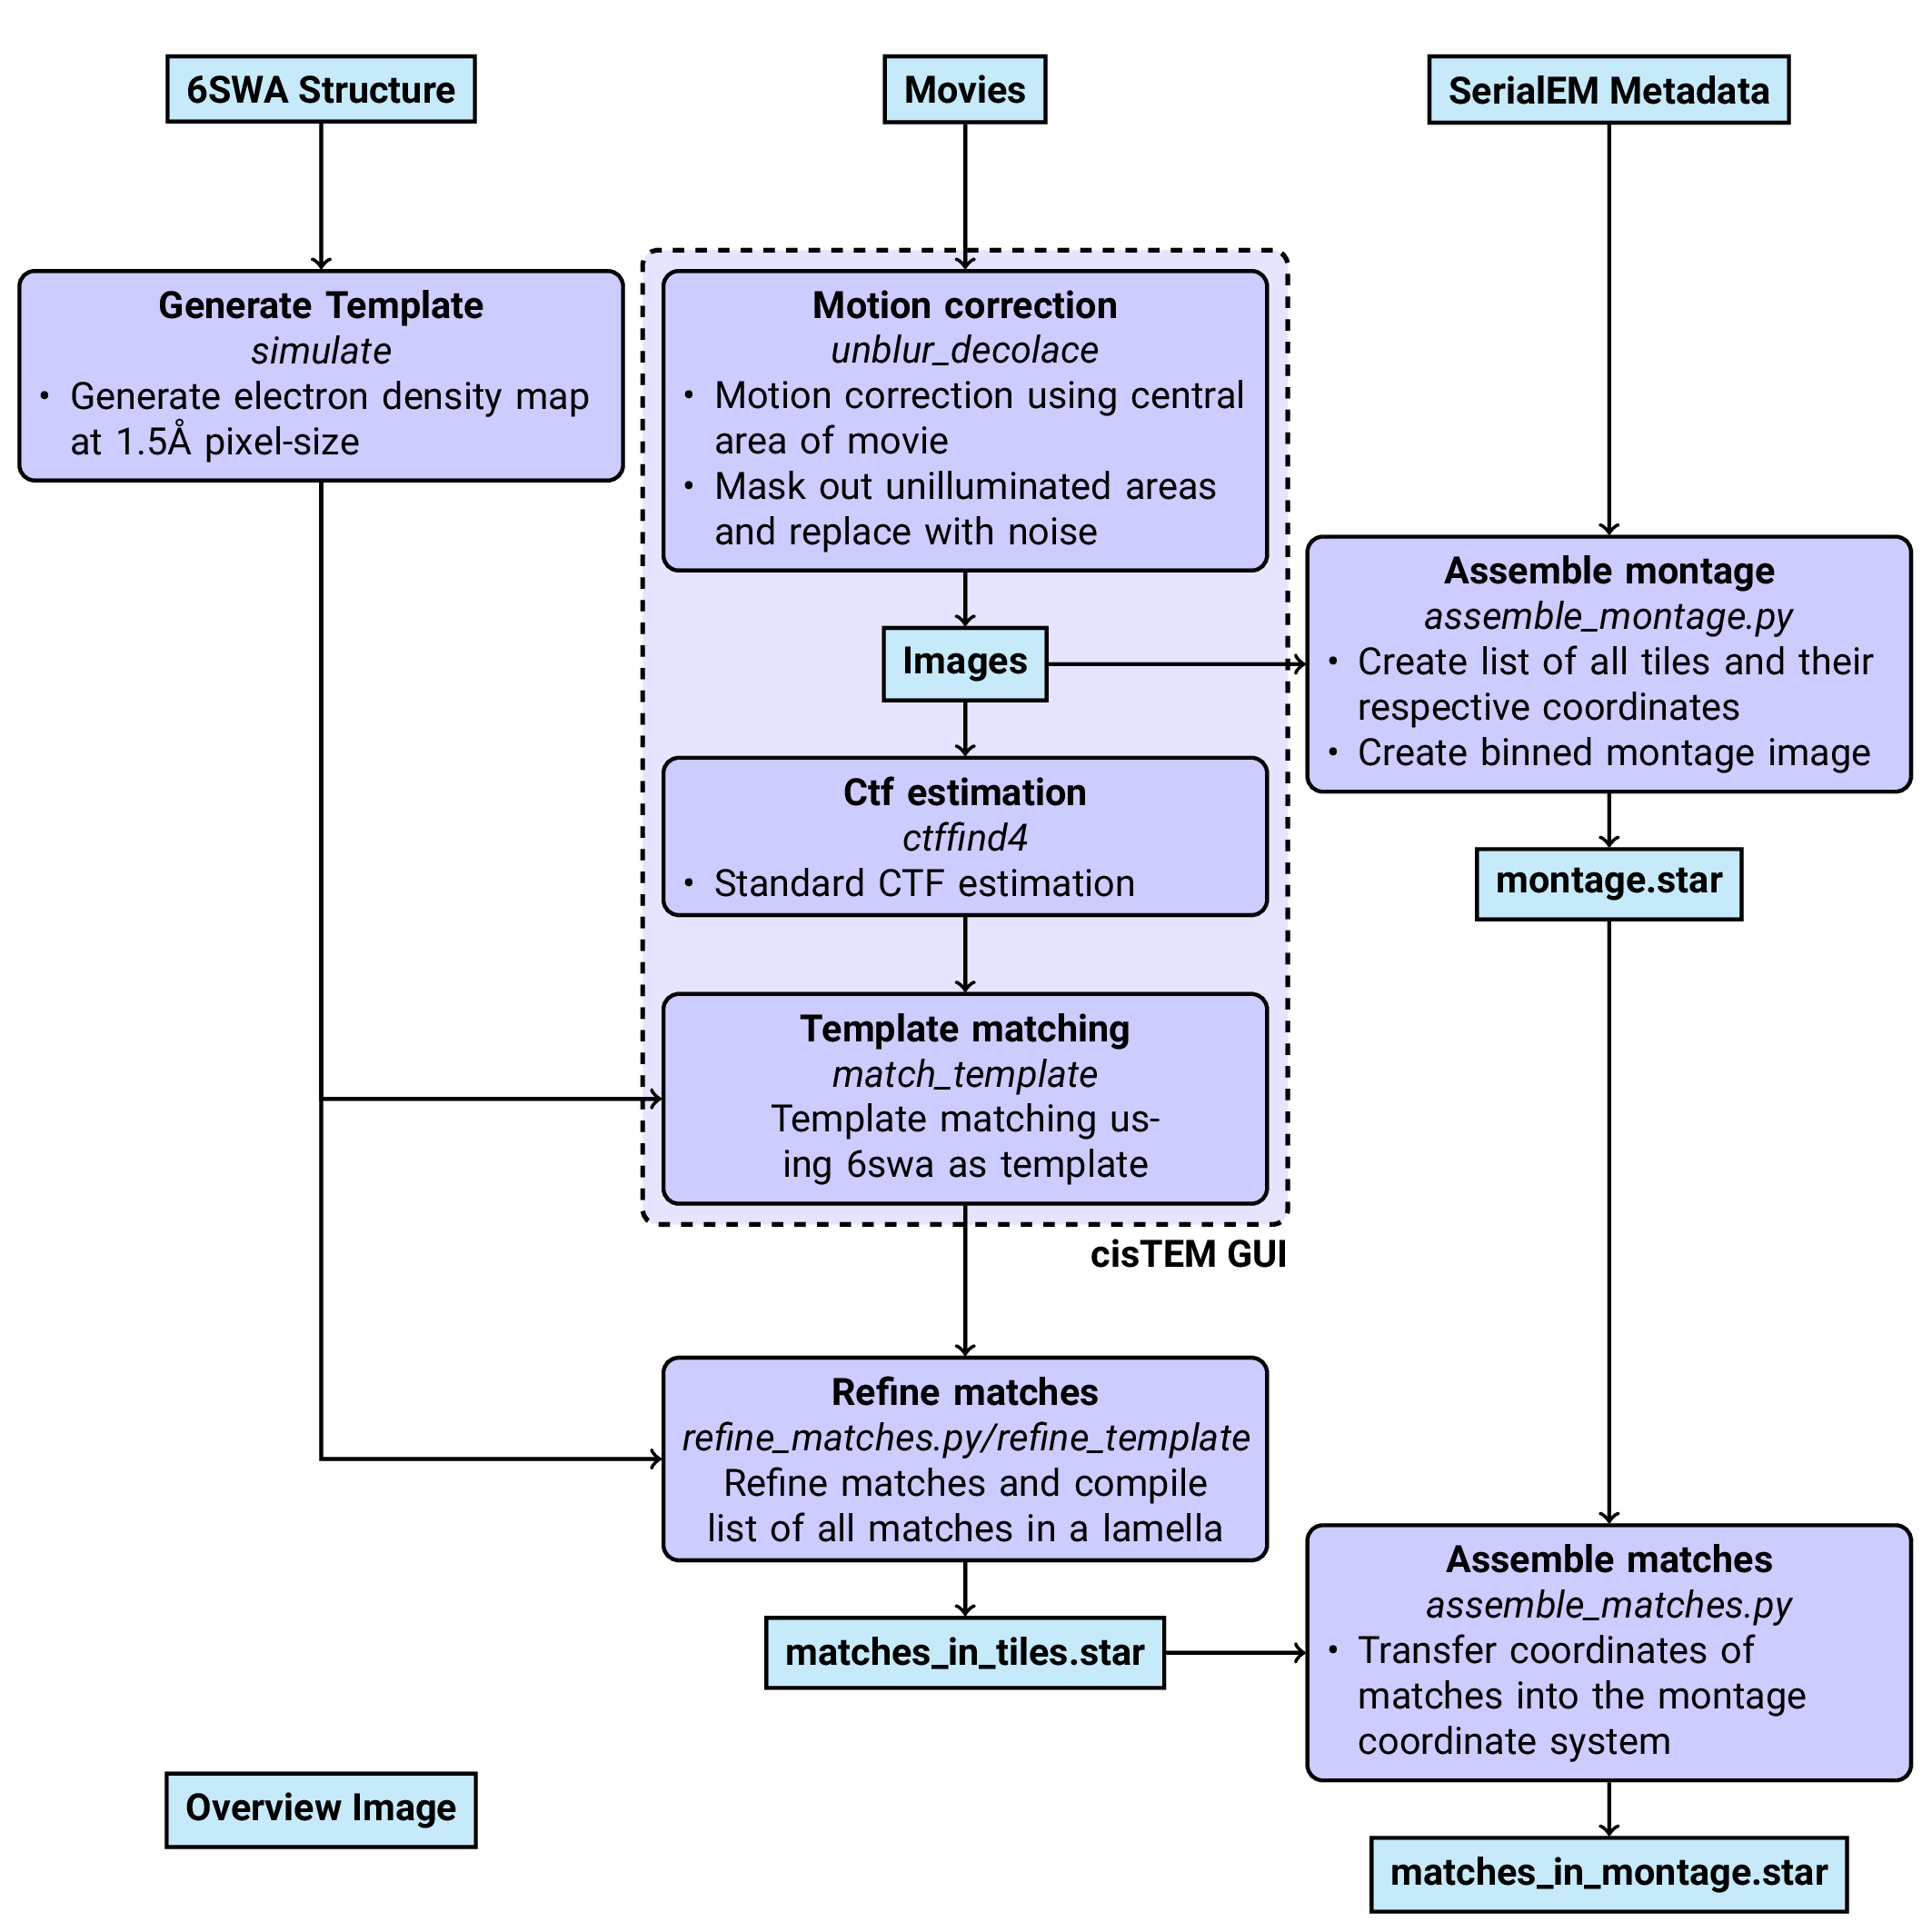 6SWA Structure
Movies
SerialEM Metadata
Generate Template
simulate
• Generate electron density map
at 1.5Å pixel-size
Motion correction
unblur_decolace
• Motion correction using central
area of movie
• Mask out unilluminated areas
and replace with noise
Images
Assemble montage
assemble_montage.py
• Create list of all tiles and their
respective coordinates
• Create binned montage image
Ctf estimation
ctffind4
• Standard CTF estimation
montage.star
Template matching
match_template
Template matching us-
ing 6swa as template
cisTEM GUI
Refine matches
refine_matches.py/refine_template
Refine matches and compile
list of all matches in a lamella
matches_in_tiles.star
Assemble matches
assemble_matches.py
• Transfer coordinates of
matches into the montage
coordinate system
Overview Image
matches_in_montage.star